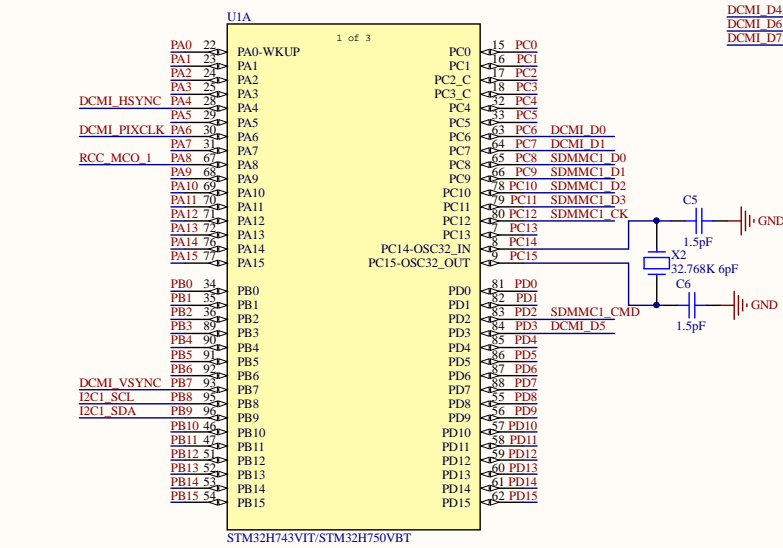 DCMI_D4
DCMI_D6
DCMI_D7
U1A
1 of 3
PA0 22 PA0-WKUP PC0 15 PC0
PA1 23 PA1 PC1 16 PC1
PA2 24 PA2 PC2_C 17 PC2
PA3 25 PA3 PC3_C 18 PC3
DCMI_HSYNC PA4 28 PA4 PC4 32 PC4
PA5 29 PA5 PC5 33 PC5
DCMI_PIXCLK PA6 30 PA6 PC6 63 PC6 DCMI_D0
PA7 31 PA7 PC7 64 PC7 DCMI_D1
RCC_MCO_1 PA8 67 PA8 PC8 65 PC8 SDMMC1_D0
PA9 68 PA9 PC9 66 PC9 SDMMC1_D1
PA10 69 PA10 PC10 78 PC10 SDMMC1_D2
PA11 70 PA11 PC11 79 PC11 SDMMC1_D3
PA12 71 PA12 PC12 80 PC12 SDMMC1_CK
PA13 72 PA13 PC13 7 PC13
PA14 76 PA14 PC14-OSC32_IN 8 PC14
PA15 77 PA15 PC15-OSC32_OUT 9 PC15
C5
GND
1.5pF
X2
32.768K 6pF
C6
GND
1.5pF
PB0 34 PB0 PD0 81 PD0
PB1 35 PB1 PD1 82 PD1
PB2 36 PB2 PD2 83 PD2 SDMMC1_CMD
PB3 89 PB3 PD3 84 PD3 DCMI_D5
PB4 90 PB4 PD4 85 PD4
PB5 91 PB5 PD5 86 PD5
PB6 92 PB6 PD6 87 PD6
DCMI_VSYNC PB7 93 PB7 PD7 88 PD7
I2C1_SCL PB8 95 PB8 PD8 55 PD8
I2C1_SDA PB9 96 PB9 PD9 56 PD9
PB10 46 PB10 PD10 57 PD10
PB11 47 PB11 PD11 58 PD11
PB12 51 PB12 PD12 59 PD12
PB13 52 PB13 PD13 60 PD13
PB14 53 PB14 PD14 61 PD14
PB15 54 PB15 PD15 62 PD15
STM32H743VIT/STM32H750VBT